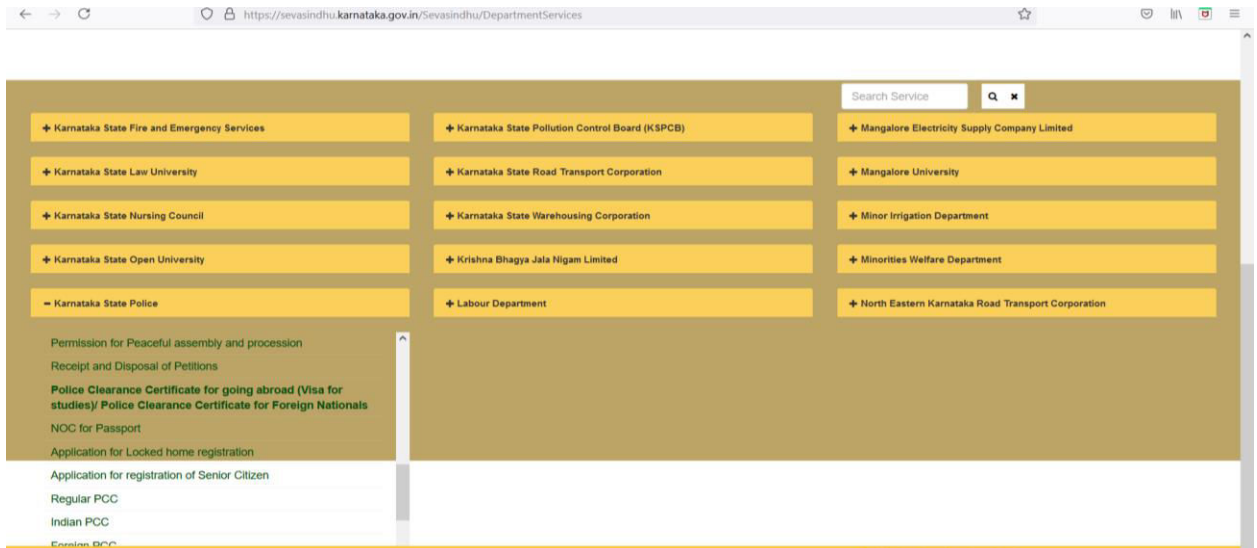 https://sevasindhu.karnataka.gov.in/Sevasindhu/DepartmentServices
Search Service
+ Karnataka State Fire and Emergency Services
+ Karnataka State Pollution Control Board (KSPCB)
+ Mangalore Electricity Supply Company Limited
+ Karnataka State Law University
+ Karnataka State Road Transport Corporation
+ Mangalore University
+ Karnataka State Nursing Council
+ Karnataka State Warehousing Corporation
+ Minor Irrigation Department
+ Karnataka State Open University
+ Krishna Bhagya Jala Nigam Limited
+ Minorities Welfare Department
− Karnataka State Police
+ Labour Department
+ North Eastern Karnataka Road Transport Corporation
Permission for Peaceful assembly and procession
Receipt and Disposal of Petitions
Police Clearance Certificate for going abroad (Visa for
studies)/ Police Clearance Certificate for Foreign Nationals
NOC for Passport
Application for Locked home registration
Application for registration of Senior Citizen
Regular PCC
Indian PCC
Foreign PCC